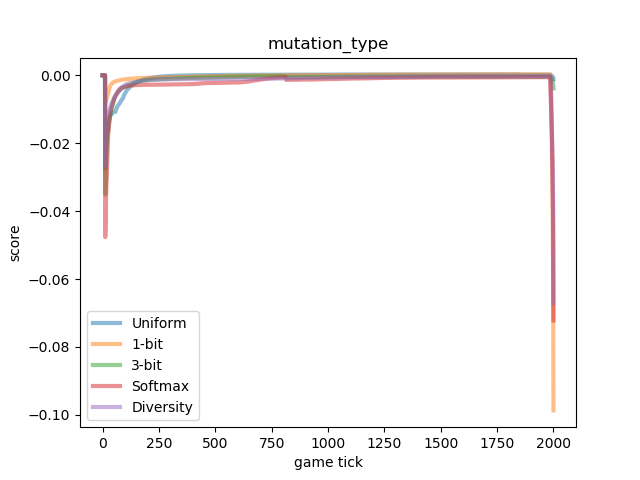 mutation_type
0.00
−0.02
−0.04
−0.06
−0.08
−0.10
score
Uniform
1-bit
3-bit
Softmax
Diversity
0 250 500 750 1000 1250 1500 1750 2000
game tick